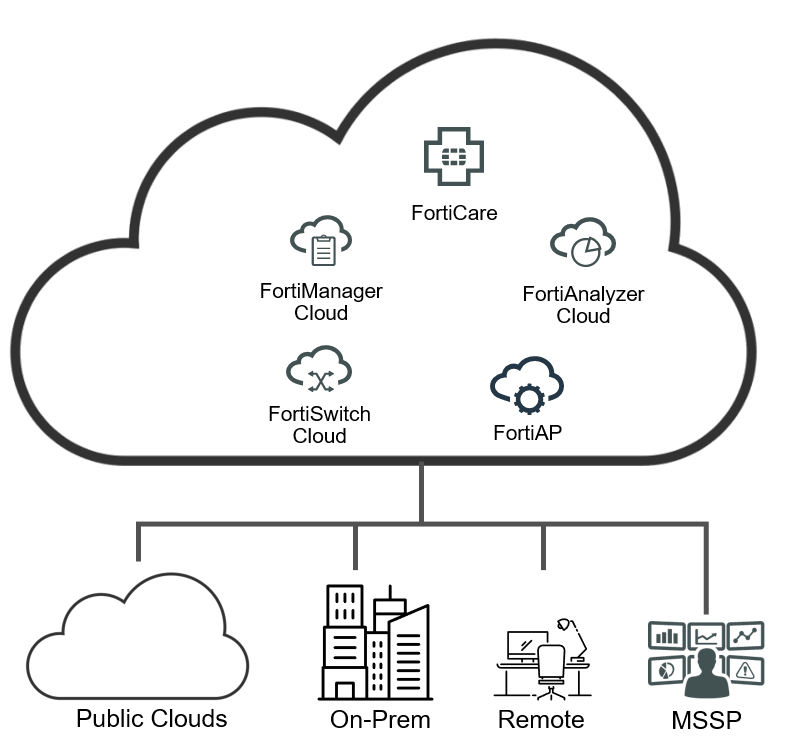 FortiCare
FortiManager
Cloud
FortiAnalyzer
Cloud
FortiSwitch
Cloud
FortiAP
Public Clouds
On-Prem
Remote
MSSP